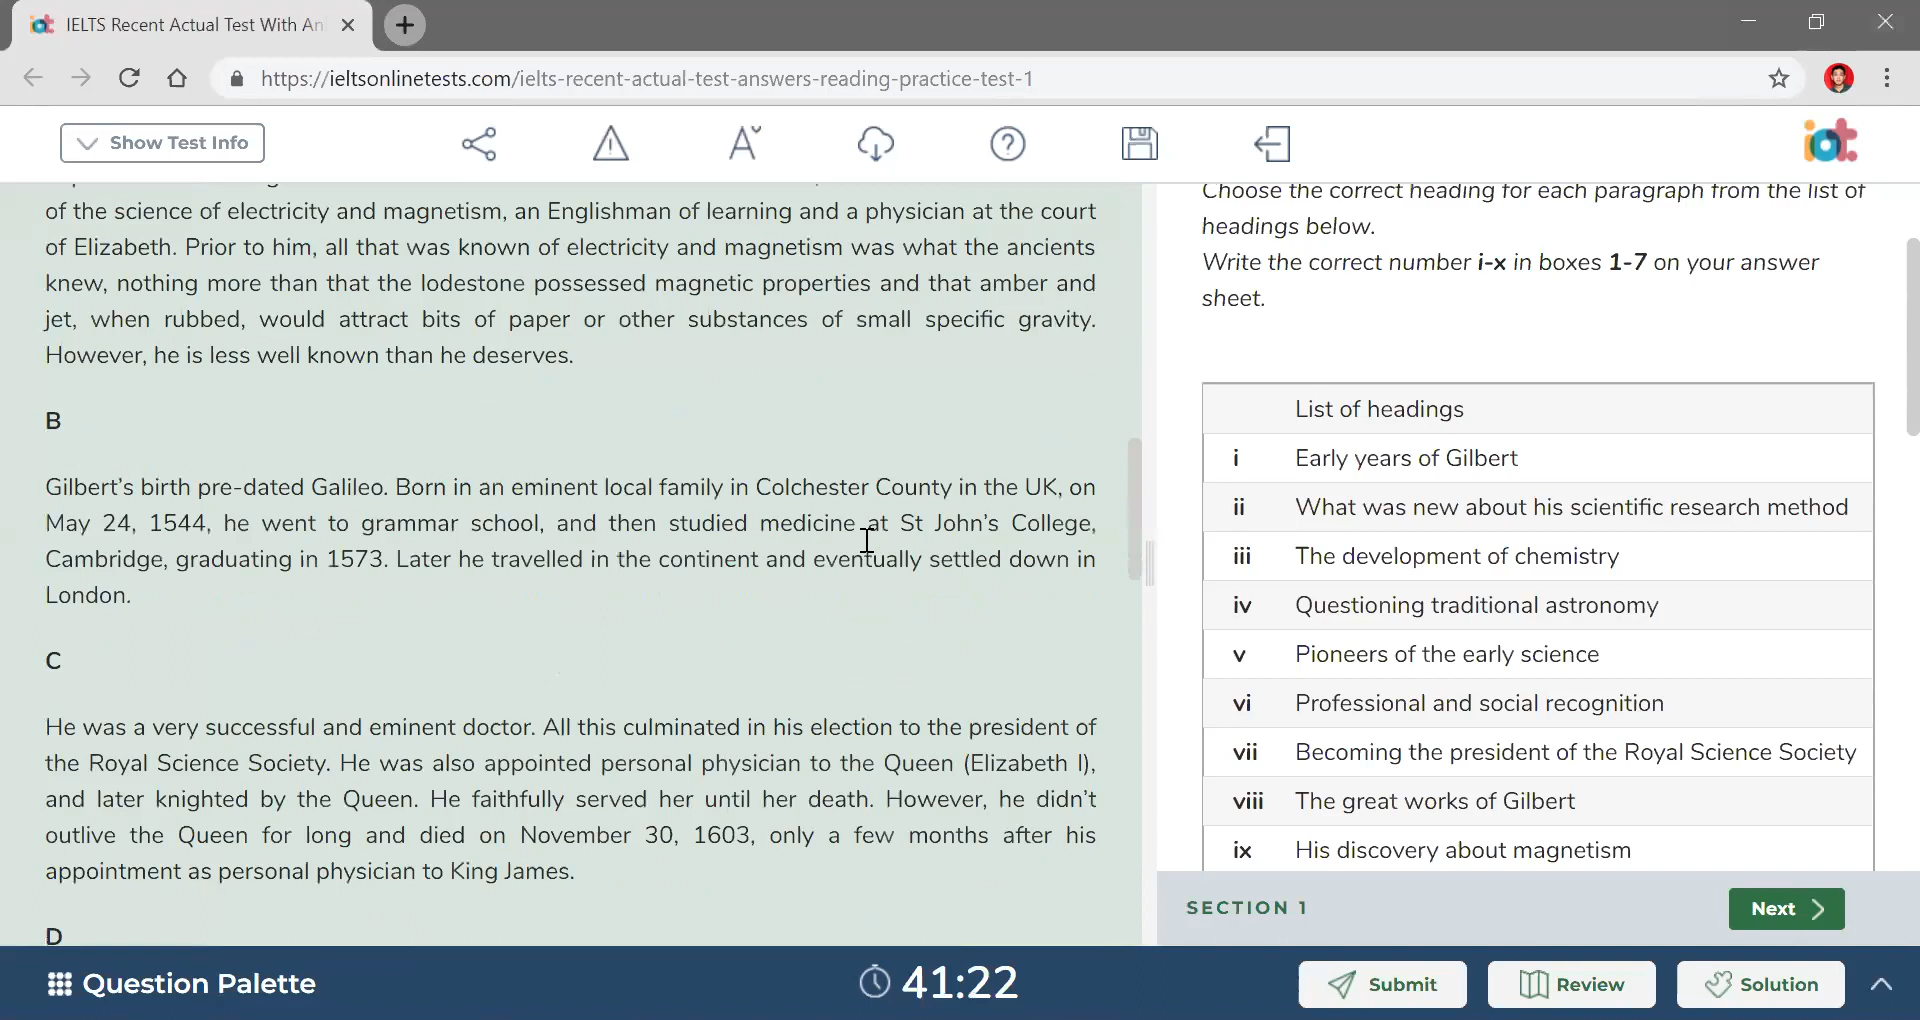 IELTS Recent Actual Test With An
https://ieltsonlinetests.com/ielts-recent-actual-test-answers-reading-practice-test-1
Show Test Info
iot
of the science of electricity and magnetism, an Englishman of learning and a physician at the court
of Elizabeth. Prior to him, all that was known of electricity and magnetism was what the ancients
knew, nothing more than that the lodestone possessed magnetic properties and that amber and
jet, when rubbed, would attract bits of paper or other substances of small specific gravity.
However, he is less well known than he deserves.
B
Gilbert’s birth pre-dated Galileo. Born in an eminent local family in Colchester County in the UK, on
May 24, 1544, he went to grammar school, and then studied medicine at St John’s College,
Cambridge, graduating in 1573. Later he travelled in the continent and eventually settled down in
London.
C
He was a very successful and eminent doctor. All this culminated in his election to the president of
the Royal Science Society. He was also appointed personal physician to the Queen (Elizabeth I),
and later knighted by the Queen. He faithfully served her until her death. However, he didn’t
outlive the Queen for long and died on November 30, 1603, only a few months after his
appointment as personal physician to King James.
D
Choose the correct heading for each paragraph from the list of
headings below.
Write the correct number i-x in boxes 1-7 on your answer
sheet.
List of headings
i Early years of Gilbert
ii What was new about his scientific research method
iii The development of chemistry
iv Questioning traditional astronomy
v Pioneers of the early science
vi Professional and social recognition
vii Becoming the president of the Royal Science Society
viii The great works of Gilbert
ix His discovery about magnetism
SECTION 1
Next
Question Palette
41:22
Submit
Review
Solution